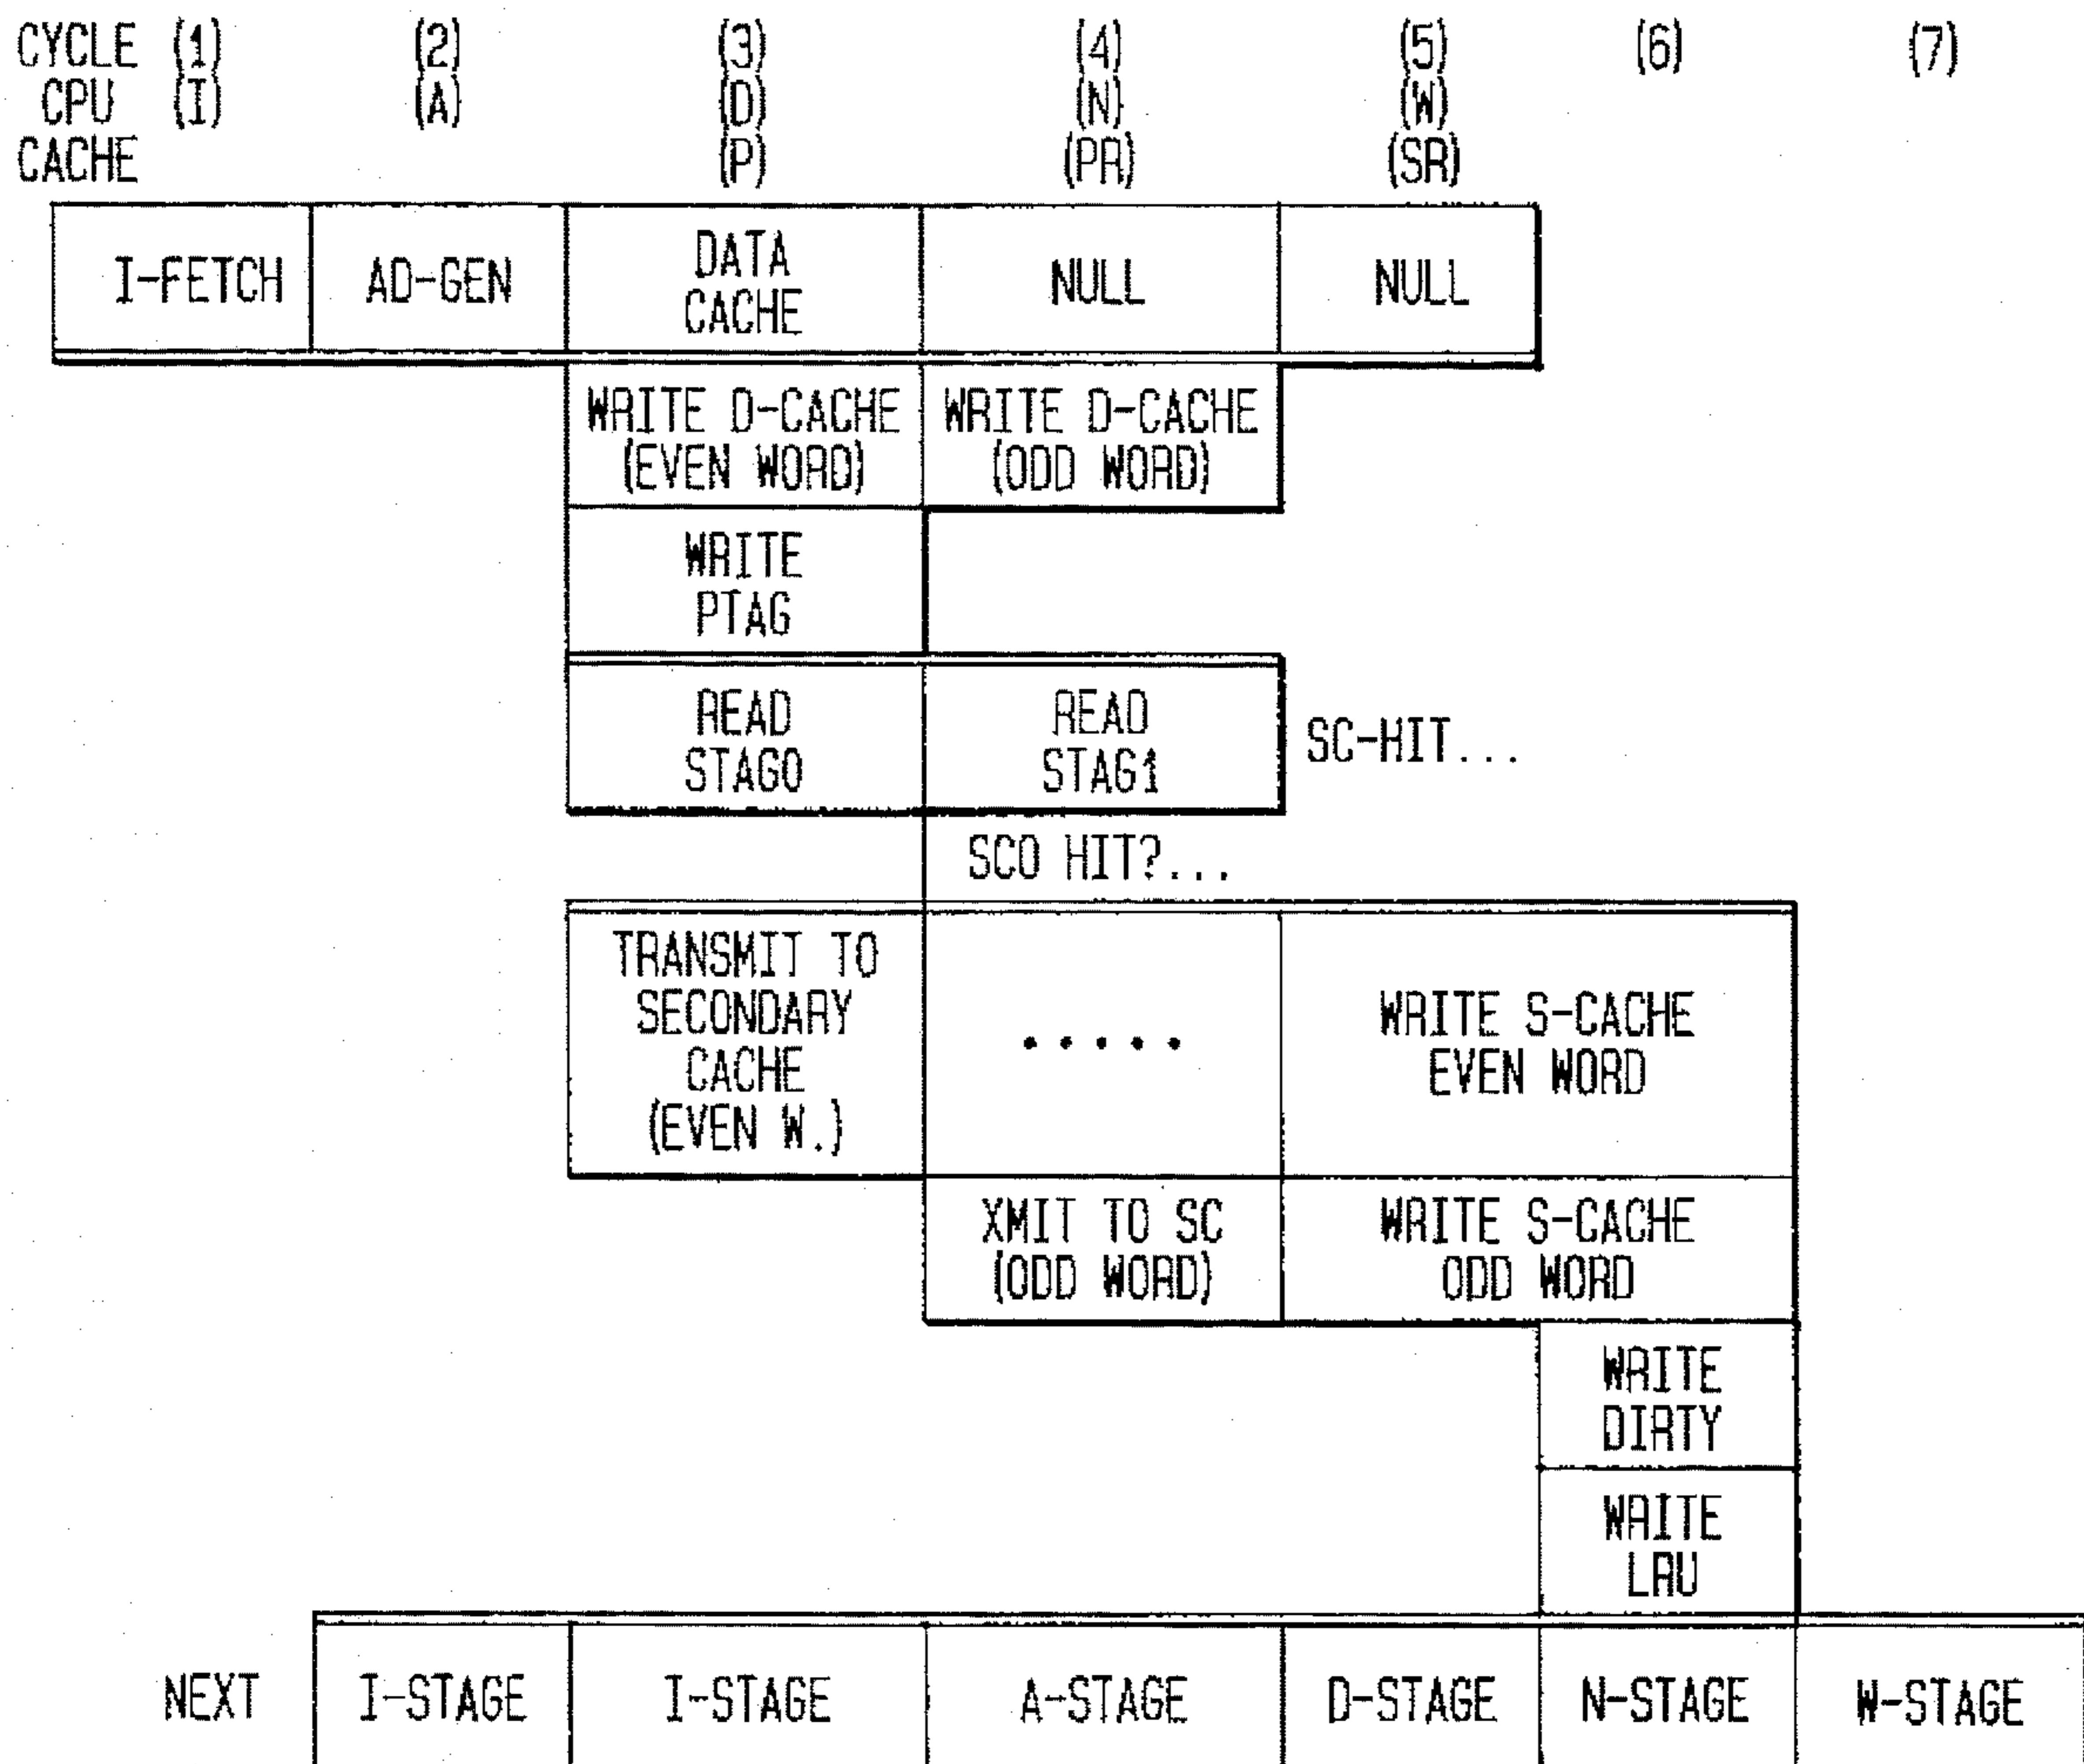 CYCLE (1) (2) (3) (4) (5) (6) (7)
CPU (I) (A) (D) (N) (W)
CACHE (P) (PR) (SR)
I-FETCH AD-GEN DATA CACHE NULL NULL
WRITE D-CACHE (EVEN WORD) WRITE D-CACHE (ODD WORD)
WRITE
PTAG
READ STAG0 READ STAG1 SC-HIT...
SC0 HIT?...
TRANSMIT TO
SECONDARY
CACHE
(EVEN W.)
.....
WRITE S-CACHE
EVEN WORD
XMIT TO SC (ODD WORD) WRITE S-CACHE ODD WORD
WRITE
DIRTY
WRITE
LRU
NEXT I-STAGE I-STAGE A-STAGE D-STAGE N-STAGE W-STAGE